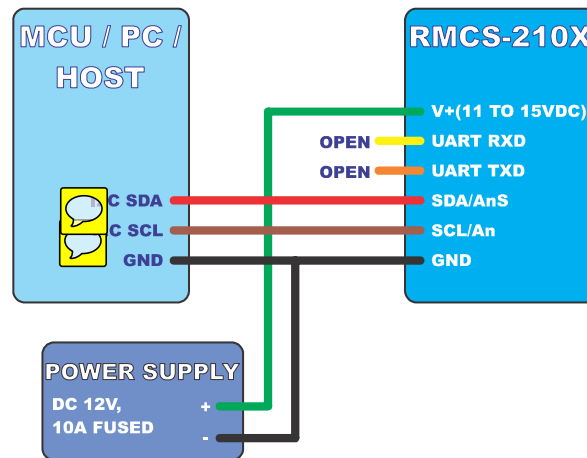 MCU / PC /
HOST
RMCS-210X
V+(11 TO 15VDC)
OPEN
UART RXD
OPEN
UART TXD
C SDA
SDA/AnS
C SCL
SCL/An
GND
GND
POWER SUPPLY
DC 12V,
10A FUSED
+
-